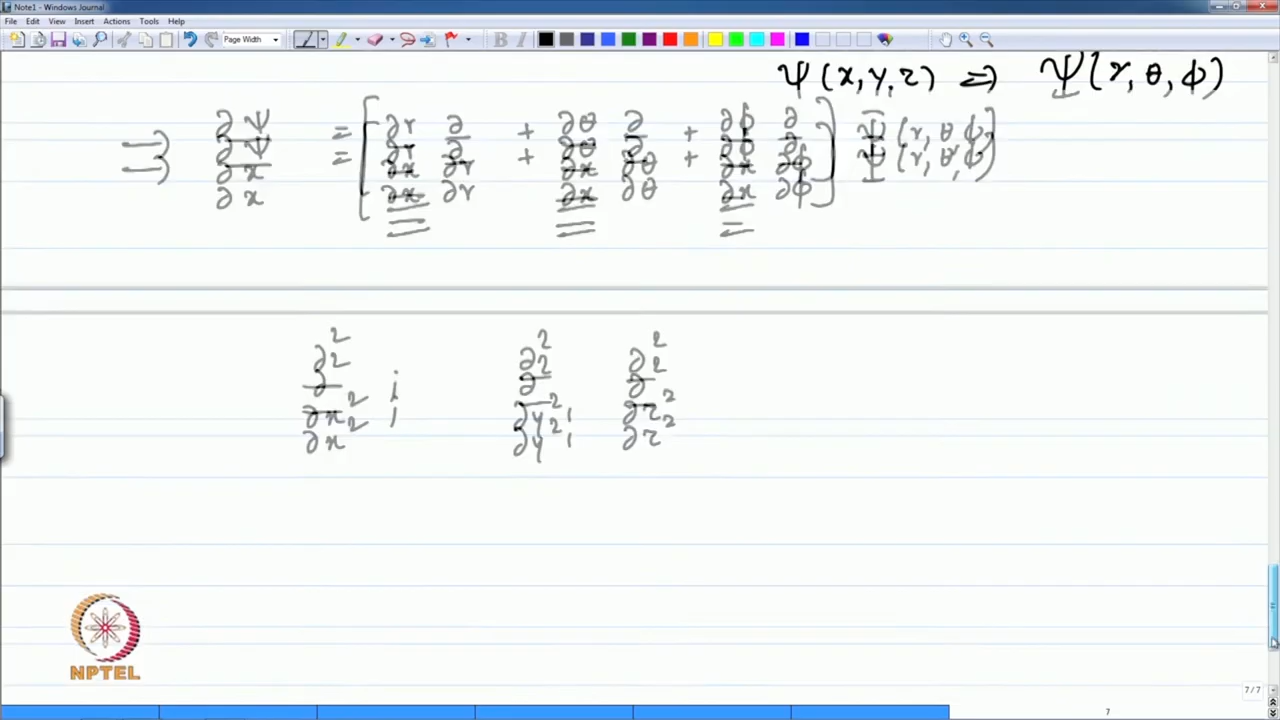 Note1 - Windows Journal
File Edit View Insert Actions Tools Help
Page Width
Ψ(x, y, z) ⇒ Ψ(r, θ, ϕ)
⇒ ∂Ψ/∂x = [∂r/∂x ∂/∂r + ∂θ/∂x ∂/∂θ + ∂ϕ/∂x ∂/∂ϕ] Ψ(r, θ, ϕ)
∂²/∂x² ; ∂²/∂y² ; ∂²/∂z²
NPTEL
7/7
7